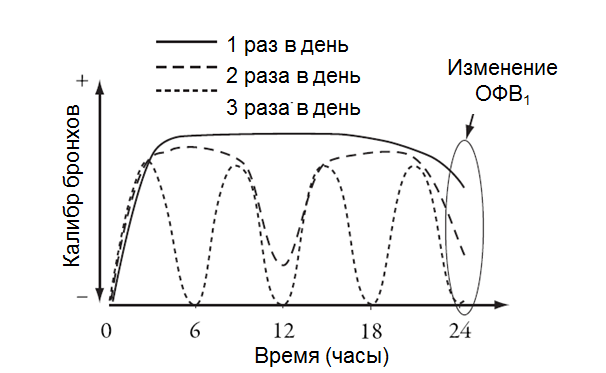 1 раз в день
2 раза в день
3 раза в день
Изменение
ОФВ1
+
Калибр бронхов
–
0 6 12 18 24
Время (часы)